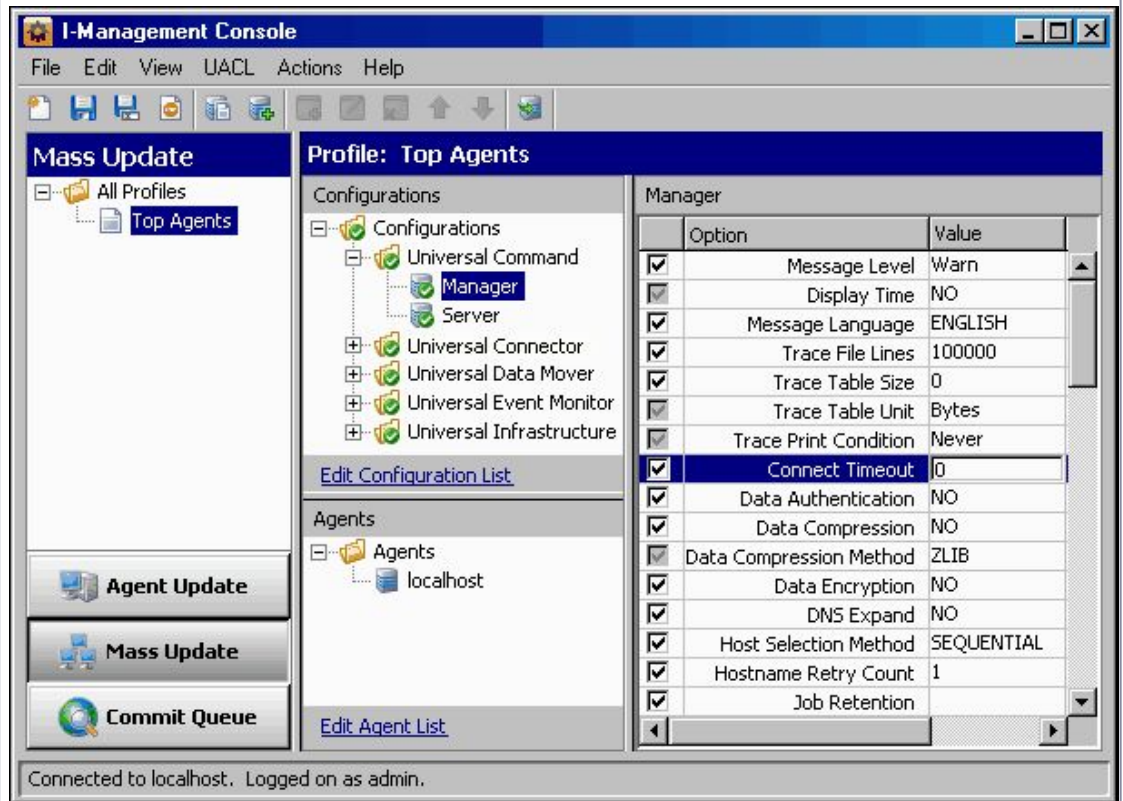 I-Management Console
File Edit View UACL Actions Help
Mass Update
All Profiles
Top Agents
Agent Update
Mass Update
Commit Queue
Profile: Top Agents
Configurations
Configurations
Universal Command
Manager
Server
Universal Connector
Universal Data Mover
Universal Event Monitor
Universal Infrastructure
Edit Configuration List
Agents
Agents
localhost
Edit Agent List
Manager
Option Value
Message Level Warn
Display Time NO
Message Language ENGLISH
Trace File Lines 100000
Trace Table Size 0
Trace Table Unit Bytes
Trace Print Condition Never
Connect Timeout 0
Data Authentication NO
Data Compression NO
Data Compression Method ZLIB
Data Encryption NO
DNS Expand NO
Host Selection Method SEQUENTIAL
Hostname Retry Count 1
Job Retention
Connected to localhost. Logged on as admin.